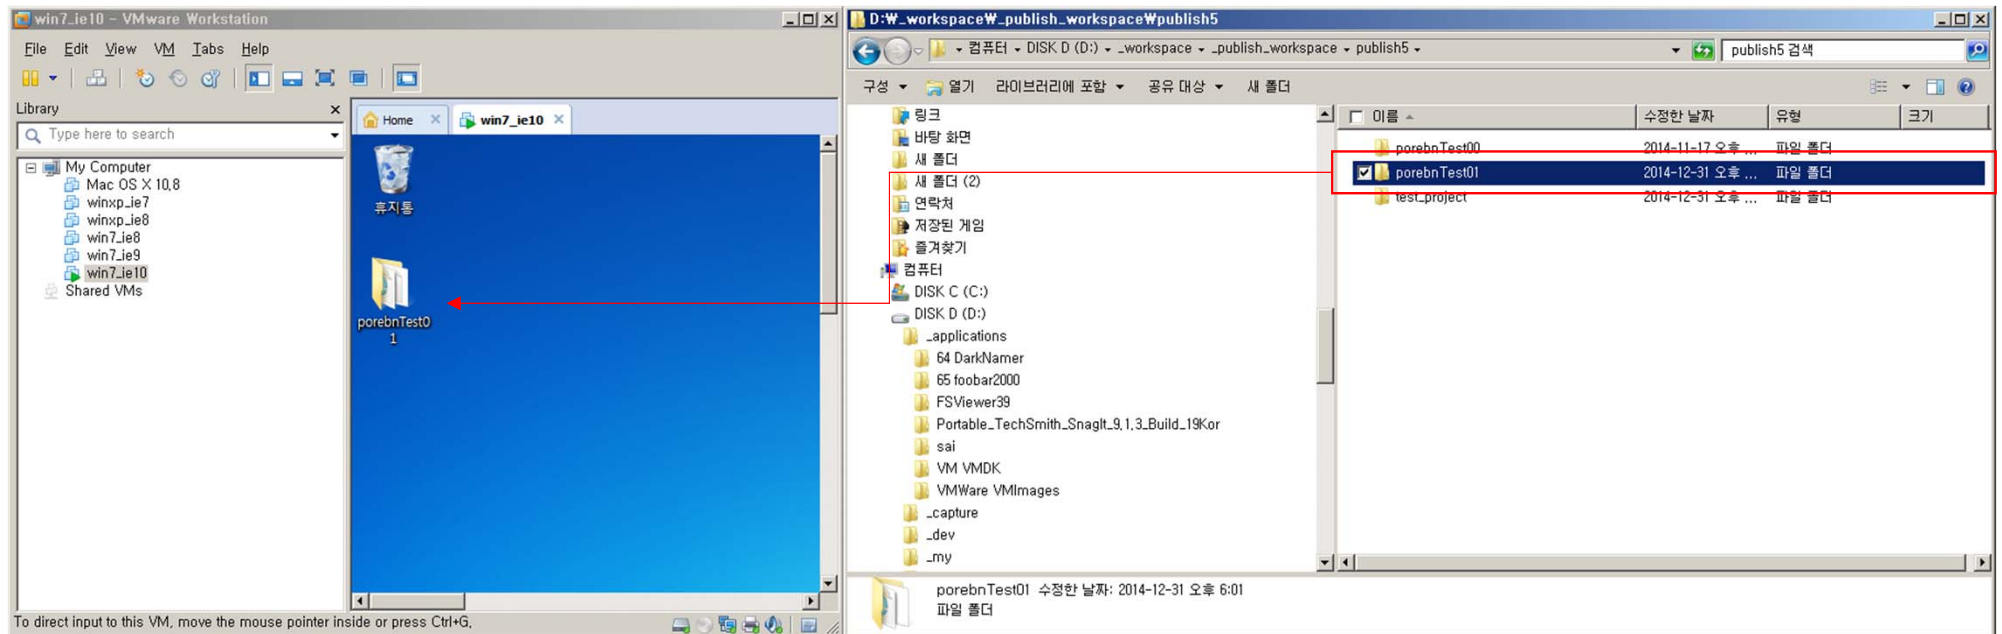 win7_ie10 - VMware Workstation
File Edit View VM Tabs Help
Library x
Type here to search
My Computer
Mac OS X 10.8
winxp_ie7
winxp_ie8
win7_ie8
win7_ie9
win7_ie10
Shared VMs
Home × win7_ie10 ×
휴지통
porebnTest0
1
To direct input to this VM, move the mouse pointer inside or press Ctrl+G.
D:₩_workspace₩_publish_workspace₩publish5
컴퓨터 DISK D (D:) _workspace _publish_workspace publish5
publish5 검색
구성 열기 라이브러리에 포함 공유 대상 새 폴더
링크
바탕 화면
새 폴더
새 폴더 (2)
연락처
저장된 게임
즐겨찾기
컴퓨터
DISK C (C:)
DISK D (D:)
_applications
64 DarkNamer
65 foobar2000
FSViewer39
Portable_TechSmith_SnagIt_9.1.3_Build_19Kor
sai
VM VMDK
VMWare VMImages
_capture
_dev
_my
이름 수정한 날짜 유형 크기
porebnTest00 2014-11-17 오후 ... 파일 폴더
porebnTest01 2014-12-31 오후 ... 파일 폴더
test_project 2014-12-31 오후 ... 파일 폴더
porebnTest01 수정한 날짜: 2014-12-31 오후 6:01
파일 폴더